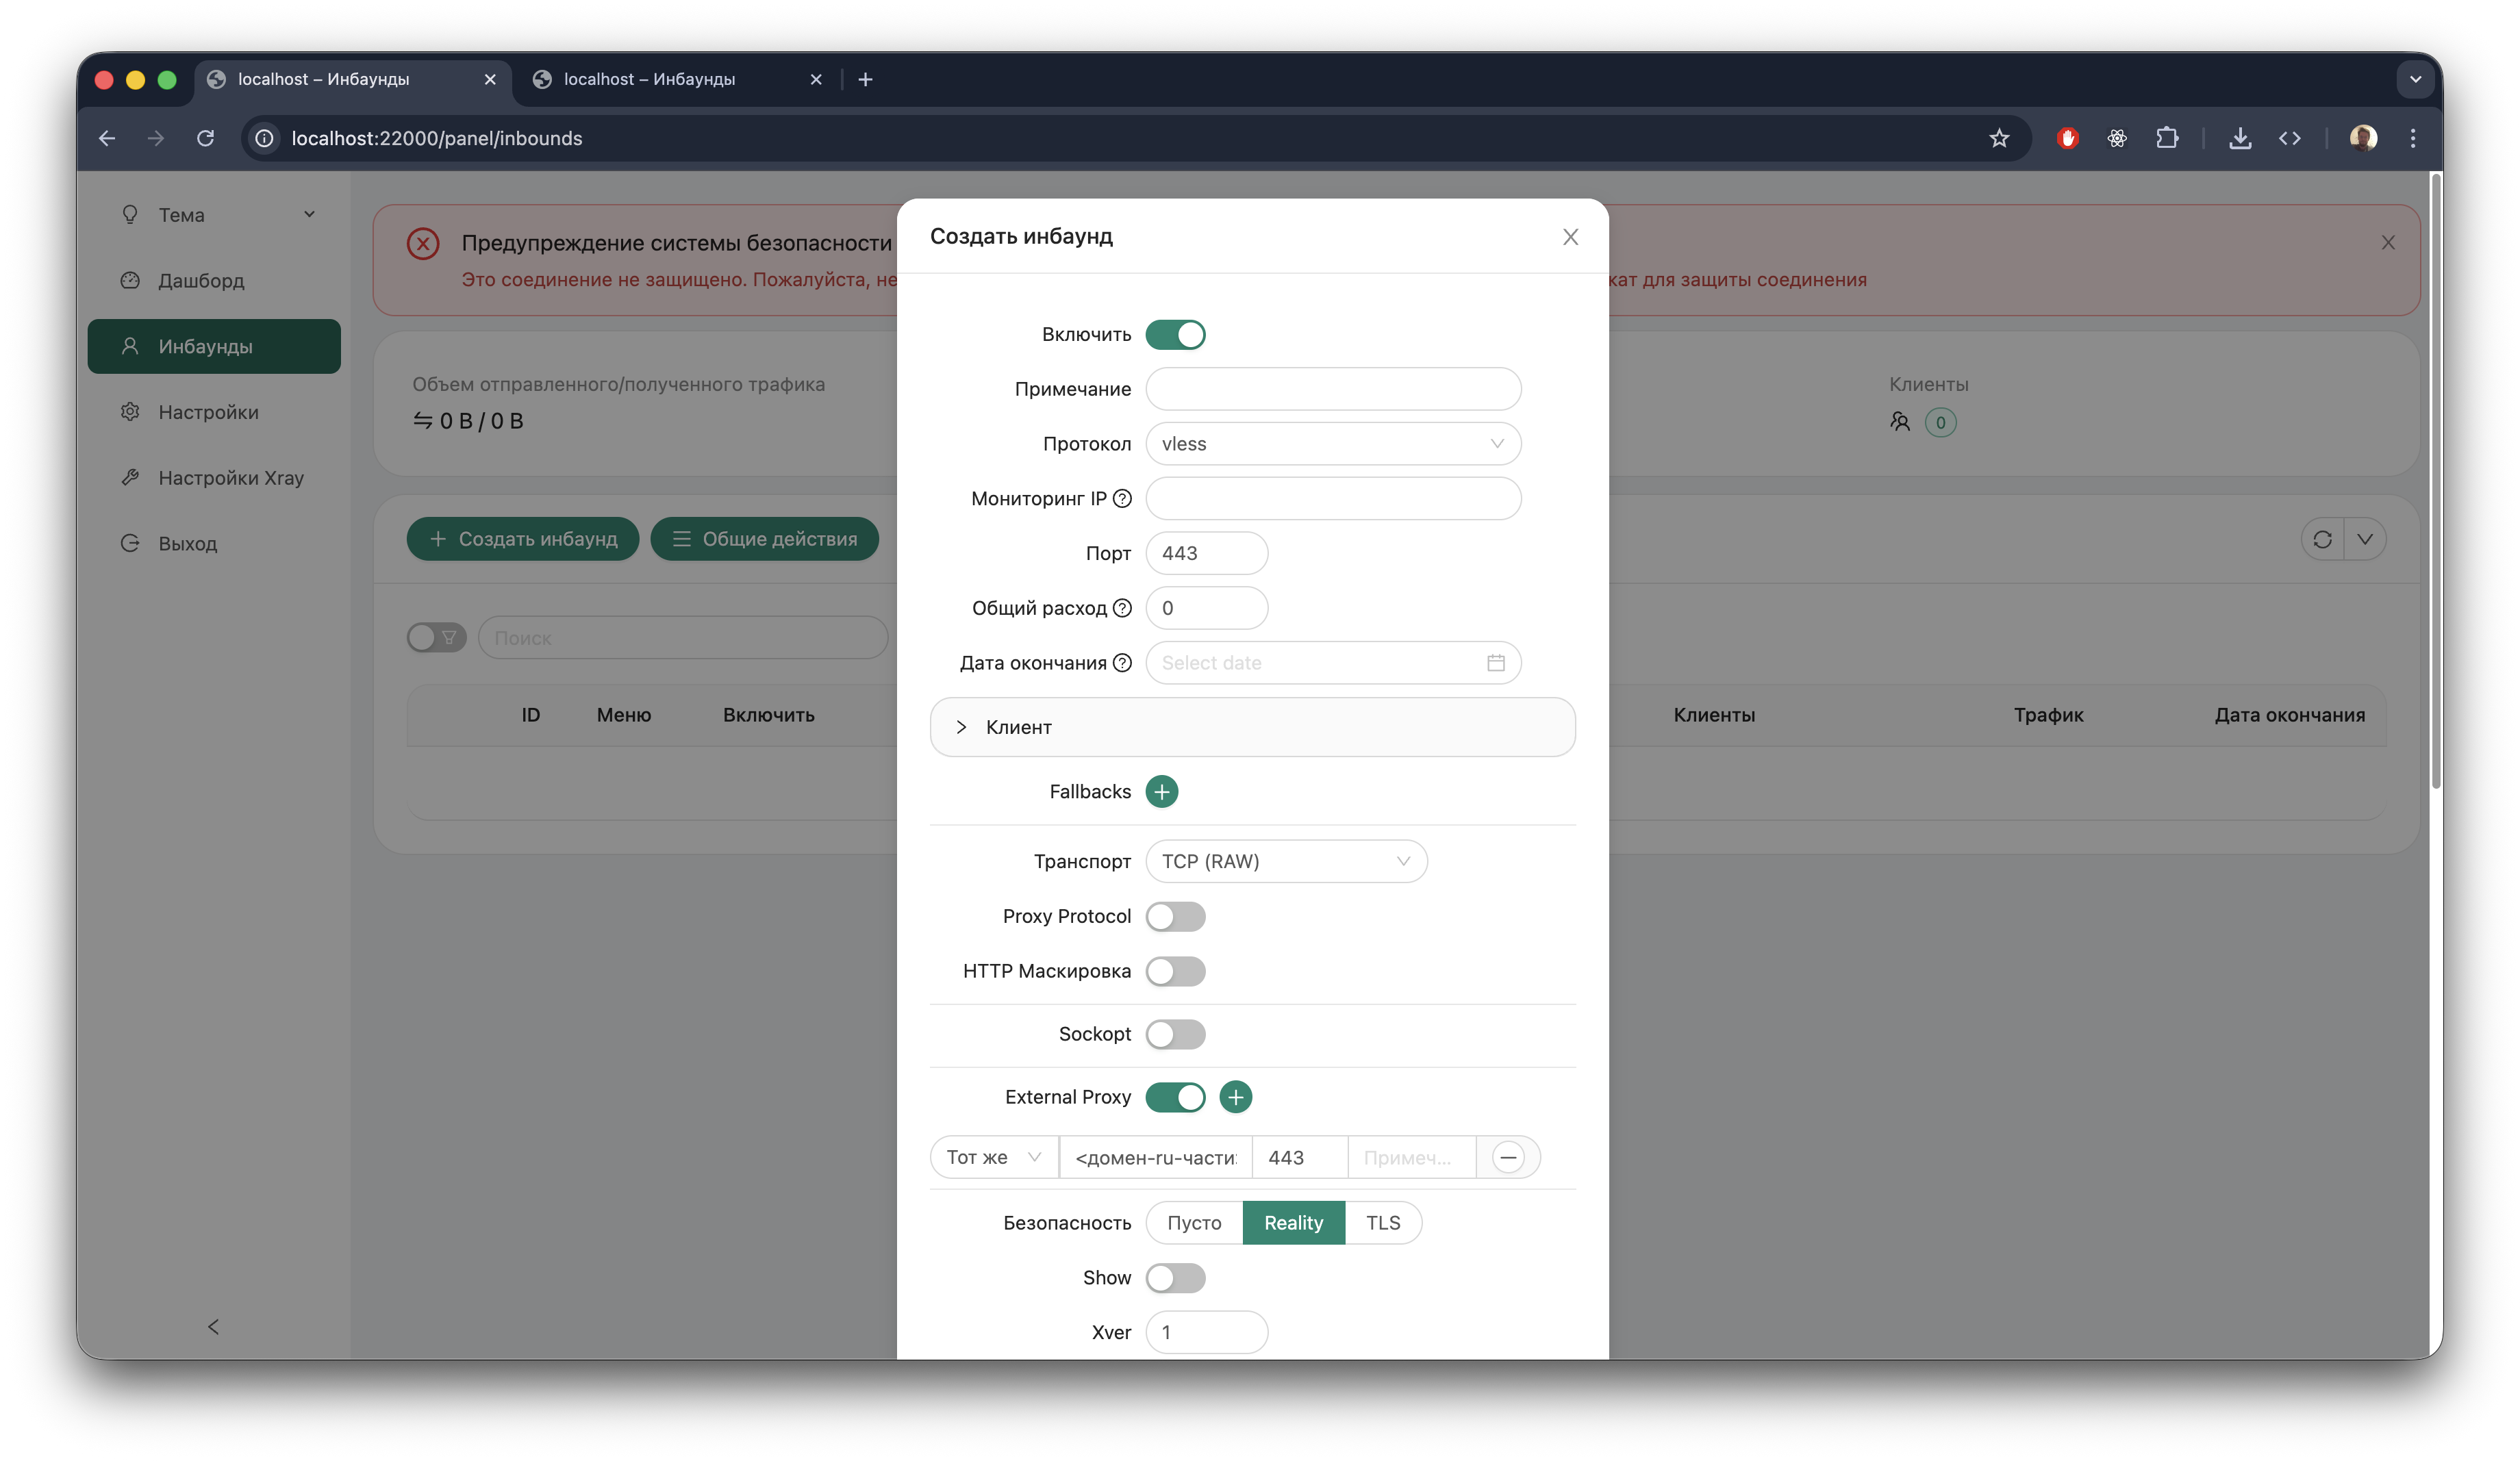 localhost – Инбаунды
localhost – Инбаунды
localhost:22000/panel/inbounds
Тема
Дашборд
Инбаунды
Настройки
Настройки Xray
Выход
Предупреждение системы безопасности
Это соединение не защищено. Пожалуйста, не
кат для защиты соединения
Объем отправленного/полученного трафика
0 B / 0 B
Клиенты
0
Создать инбаунд
Общие действия
Поиск
ID
Меню
Включить
Клиенты
Трафик
Дата окончания
Создать инбаунд
Включить
Примечание
Протокол vless
Мониторинг IP
Порт 443
Общий расход 0
Дата окончания Select date
Клиент
Fallbacks
Транспорт TCP (RAW)
Proxy Protocol
HTTP Маскировка
Sockopt
External Proxy
Тот же <домен-ru-части 443 Примеч...
Безопасность Пусто Reality TLS
Show
Xver 1